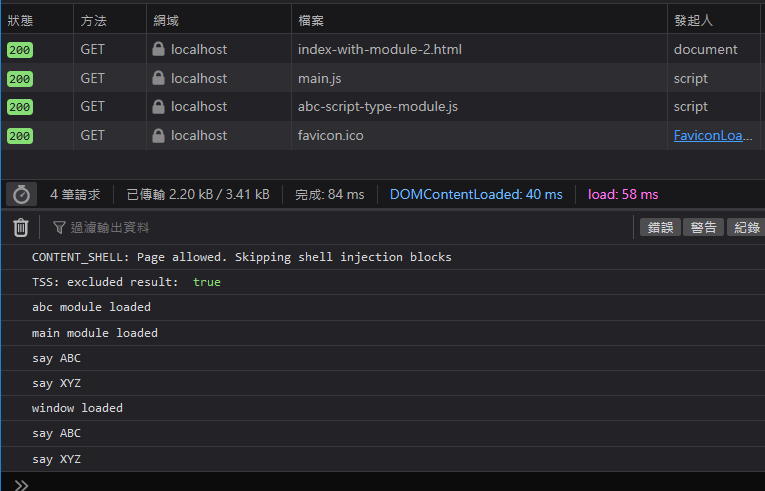 狀態 方法 網域 檔案 發起人
200 GET localhost index-with-module-2.html document
200 GET localhost main.js script
200 GET localhost abc-script-type-module.js script
200 GET localhost favicon.ico FaviconLoa...
4 筆請求 已傳輸 2.20 kB / 3.41 kB 完成: 84 ms DOMContentLoaded: 40 ms load: 58 ms
過濾輸出資料 錯誤 警告 紀錄
CONTENT_SHELL: Page allowed. Skipping shell injection blocks
TSS: excluded result: true
abc module loaded
main module loaded
say ABC
say XYZ
window loaded
say ABC
say XYZ